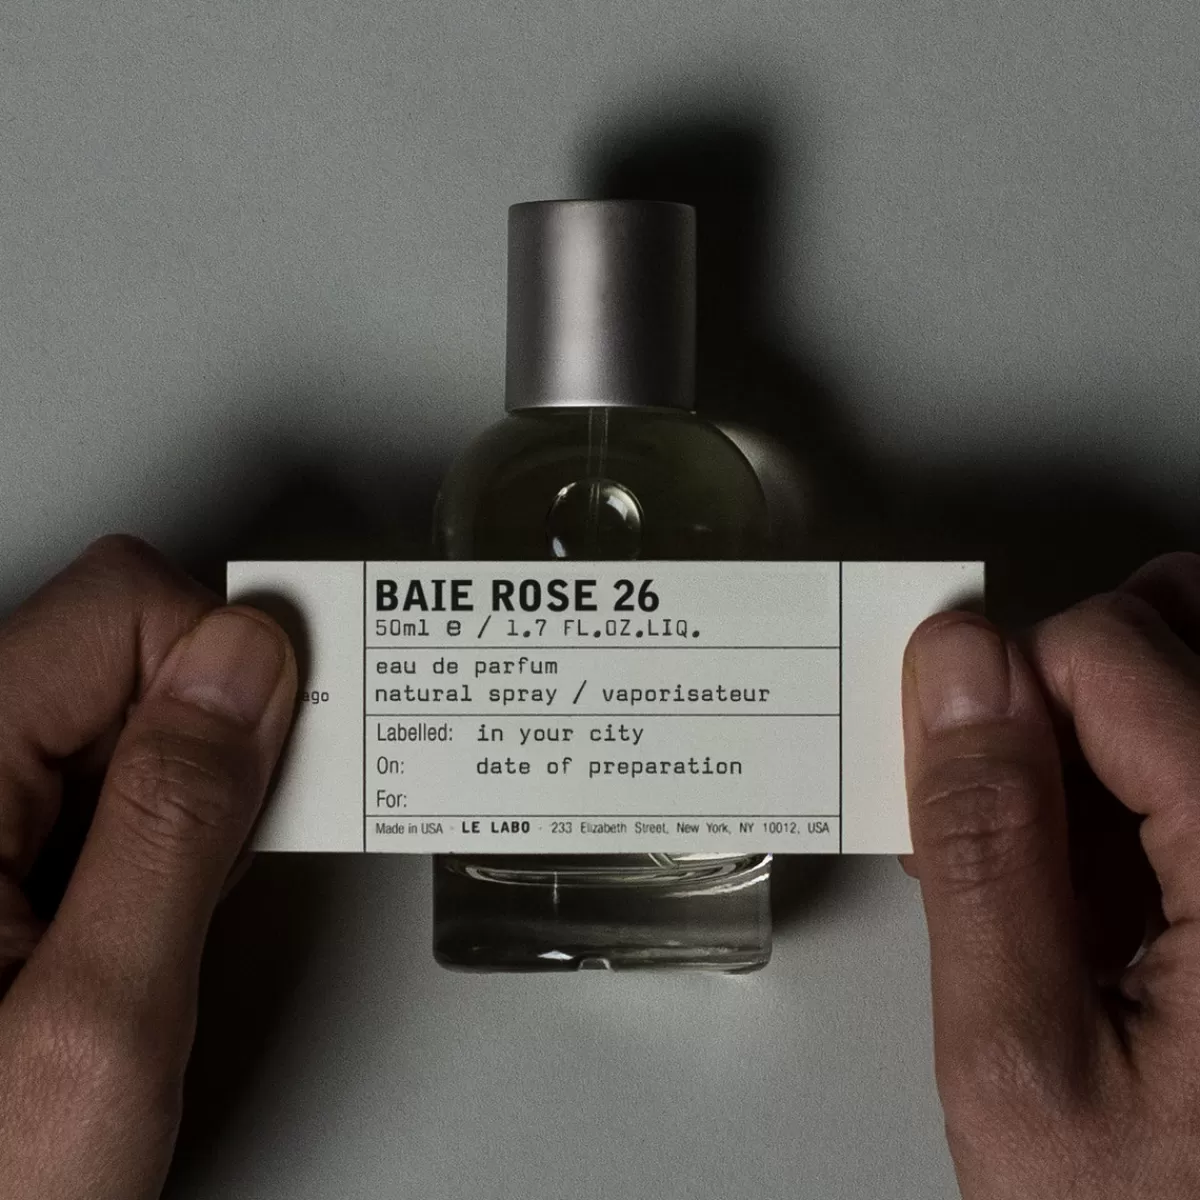 BAIE ROSE 26
50ml e / 1.7 FL.OZ.LIQ.
eau de parfum
natural spray / vaporisateur
Labelled: in your city
On: date of preparation
For:
Made in USA - LE LABO - 233 Elizabeth Street, New York, NY 10012, USA